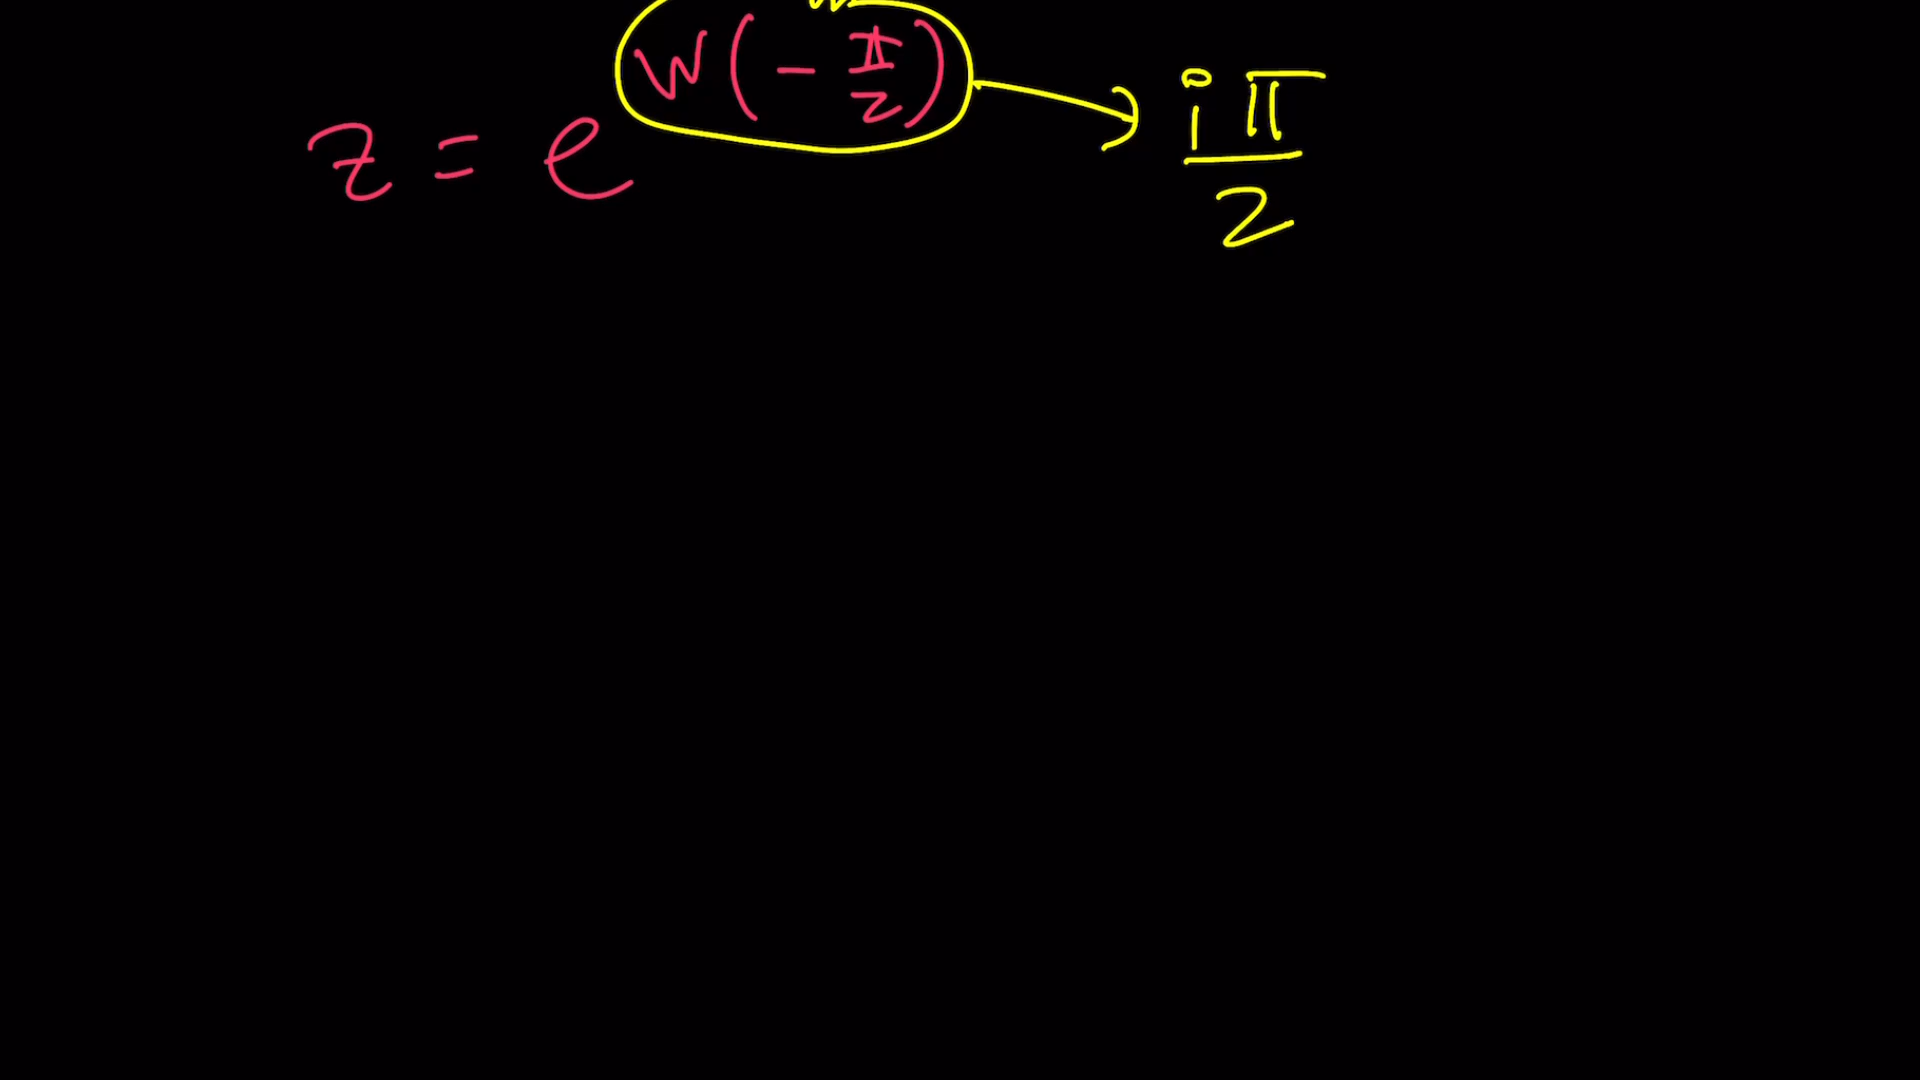 z = e^{W(-π/2)} → iπ/2